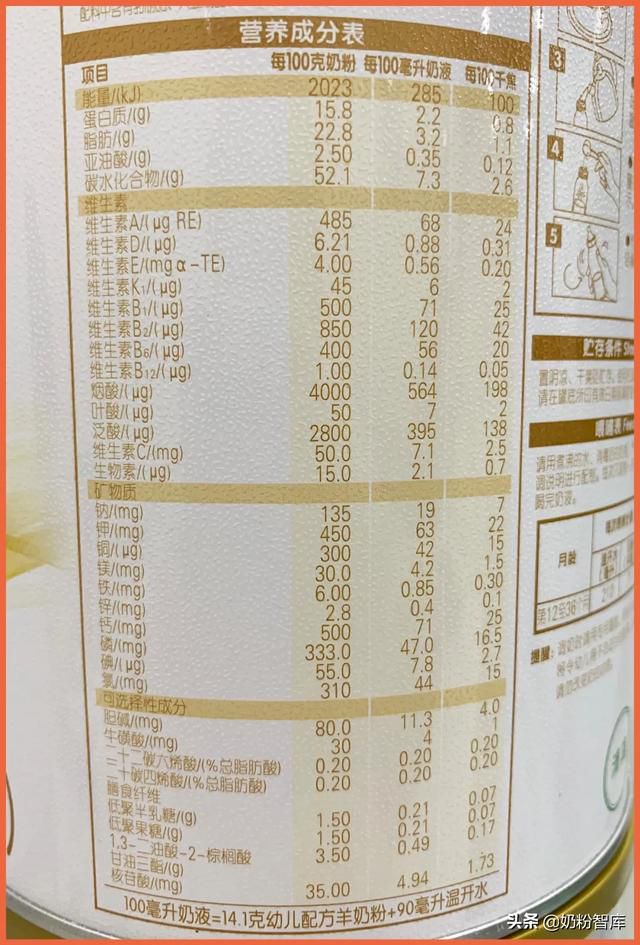 营养成分表
项目 每100克奶粉 每100毫升奶液 每100千焦
能量/(kJ) 2023 285 100
蛋白质/(g) 15.8 2.2 0.8
脂肪/(g) 22.8 3.2 1.1
亚油酸/(g) 2.50 0.35 0.12
碳水化合物/(g) 52.1 7.3 2.6
维生素
维生素A/(μg RE) 485 68 24
维生素D/(μg) 6.21 0.88 0.31
维生素E/(mg α-TE) 4.00 0.56 0.20
维生素K₁/(μg) 45 6 2
维生素B₁/(μg) 500 71 25
维生素B₂/(μg) 850 120 42
维生素B₆/(μg) 400 56 20
维生素B₁₂/(μg) 1.00 0.14 0.05
烟酸/(μg) 4000 564 198
叶酸/(μg) 50 7 2
泛酸/(μg) 2800 395 138
维生素C/(mg) 50.0 7.1 2.5
生物素/(μg) 15.0 2.1 0.7
矿物质
钠/(mg) 135 19 7
钾/(mg) 450 63 22
铜/(μg) 300 42 15
镁/(mg) 30.0 4.2 1.5
铁/(mg) 6.00 0.85 0.30
锌/(mg) 2.8 0.4 0.1
钙/(mg) 500 71 25
磷/(mg) 333.0 47.0 16.5
碘/(μg) 55.0 7.8 2.7
氯/(mg) 310 44 15
可选择性成分
胆碱/(mg) 80.0 11.3 4.0
牛磺酸/(mg) 30 4 1
二十二碳六烯酸/(%总脂肪酸) 0.20 0.20 0.20
二十碳四烯酸/(%总脂肪酸) 0.20 0.20 0.20
膳食纤维
低聚半乳糖/(g) 1.50 0.21 0.07
低聚果糖/(g) 1.50 0.21 0.07
1,3-二油酸-2-棕榈酸
甘油三酯/(g) 3.50 0.49 0.17
核苷酸/(mg) 35.00 4.94 1.73
100毫升奶液=14.1克幼儿配方羊奶粉+90毫升温开水
3
4
5
贮存条件
置阴凉、干燥处贮存。
月龄
第12至36个月
提醒：
头条 @奶粉智库